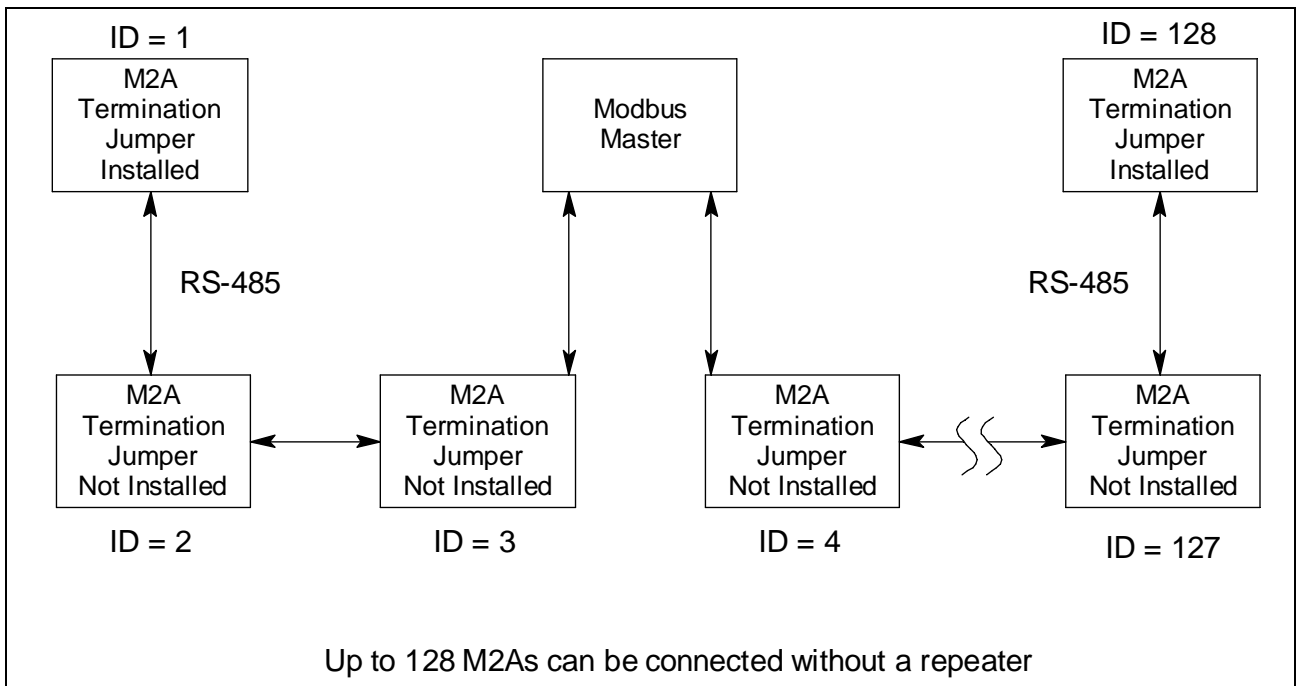 ID = 1
M2A
Termination
Jumper
Installed
Modbus
Master
ID = 128
M2A
Termination
Jumper
Installed
RS-485
RS-485
M2A
Termination
Jumper
Not Installed
ID = 2
M2A
Termination
Jumper
Not Installed
ID = 3
M2A
Termination
Jumper
Not Installed
ID = 4
M2A
Termination
Jumper
Not Installed
ID = 127
Up to 128 M2As can be connected without a repeater